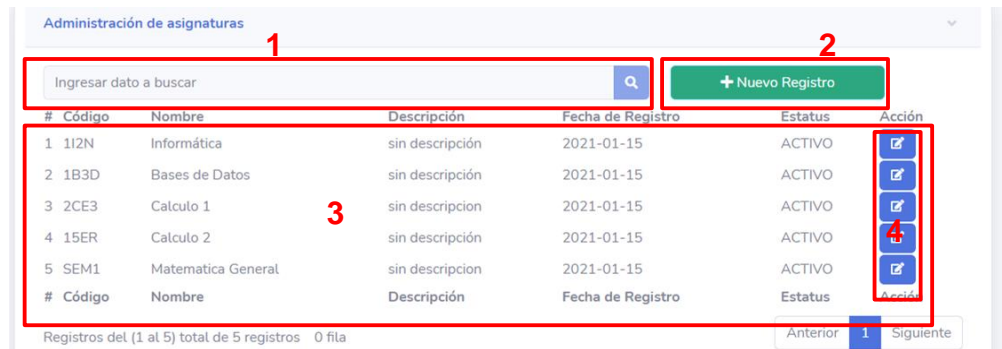 Administración de asignaturas
1 2
Ingresar dato a buscar + Nuevo Registro
# Código Nombre Descripción Fecha de Registro Estatus Acción
1 1I2N Informática sin descripción 2021-01-15 ACTIVO
2 1B3D Bases de Datos sin descripción 2021-01-15 ACTIVO
3 2CE3 Calculo 1 sin descripcion 2021-01-15 ACTIVO
3 4
4 15ER Calculo 2 sin descripción 2021-01-15 ACTIVO
5 SEM1 Matematica General sin descripcion 2021-01-15 ACTIVO
# Código Nombre Descripción Fecha de Registro Estatus Acción
Registros del (1 al 5) total de 5 registros 0 fila Anterior 1 Siguiente